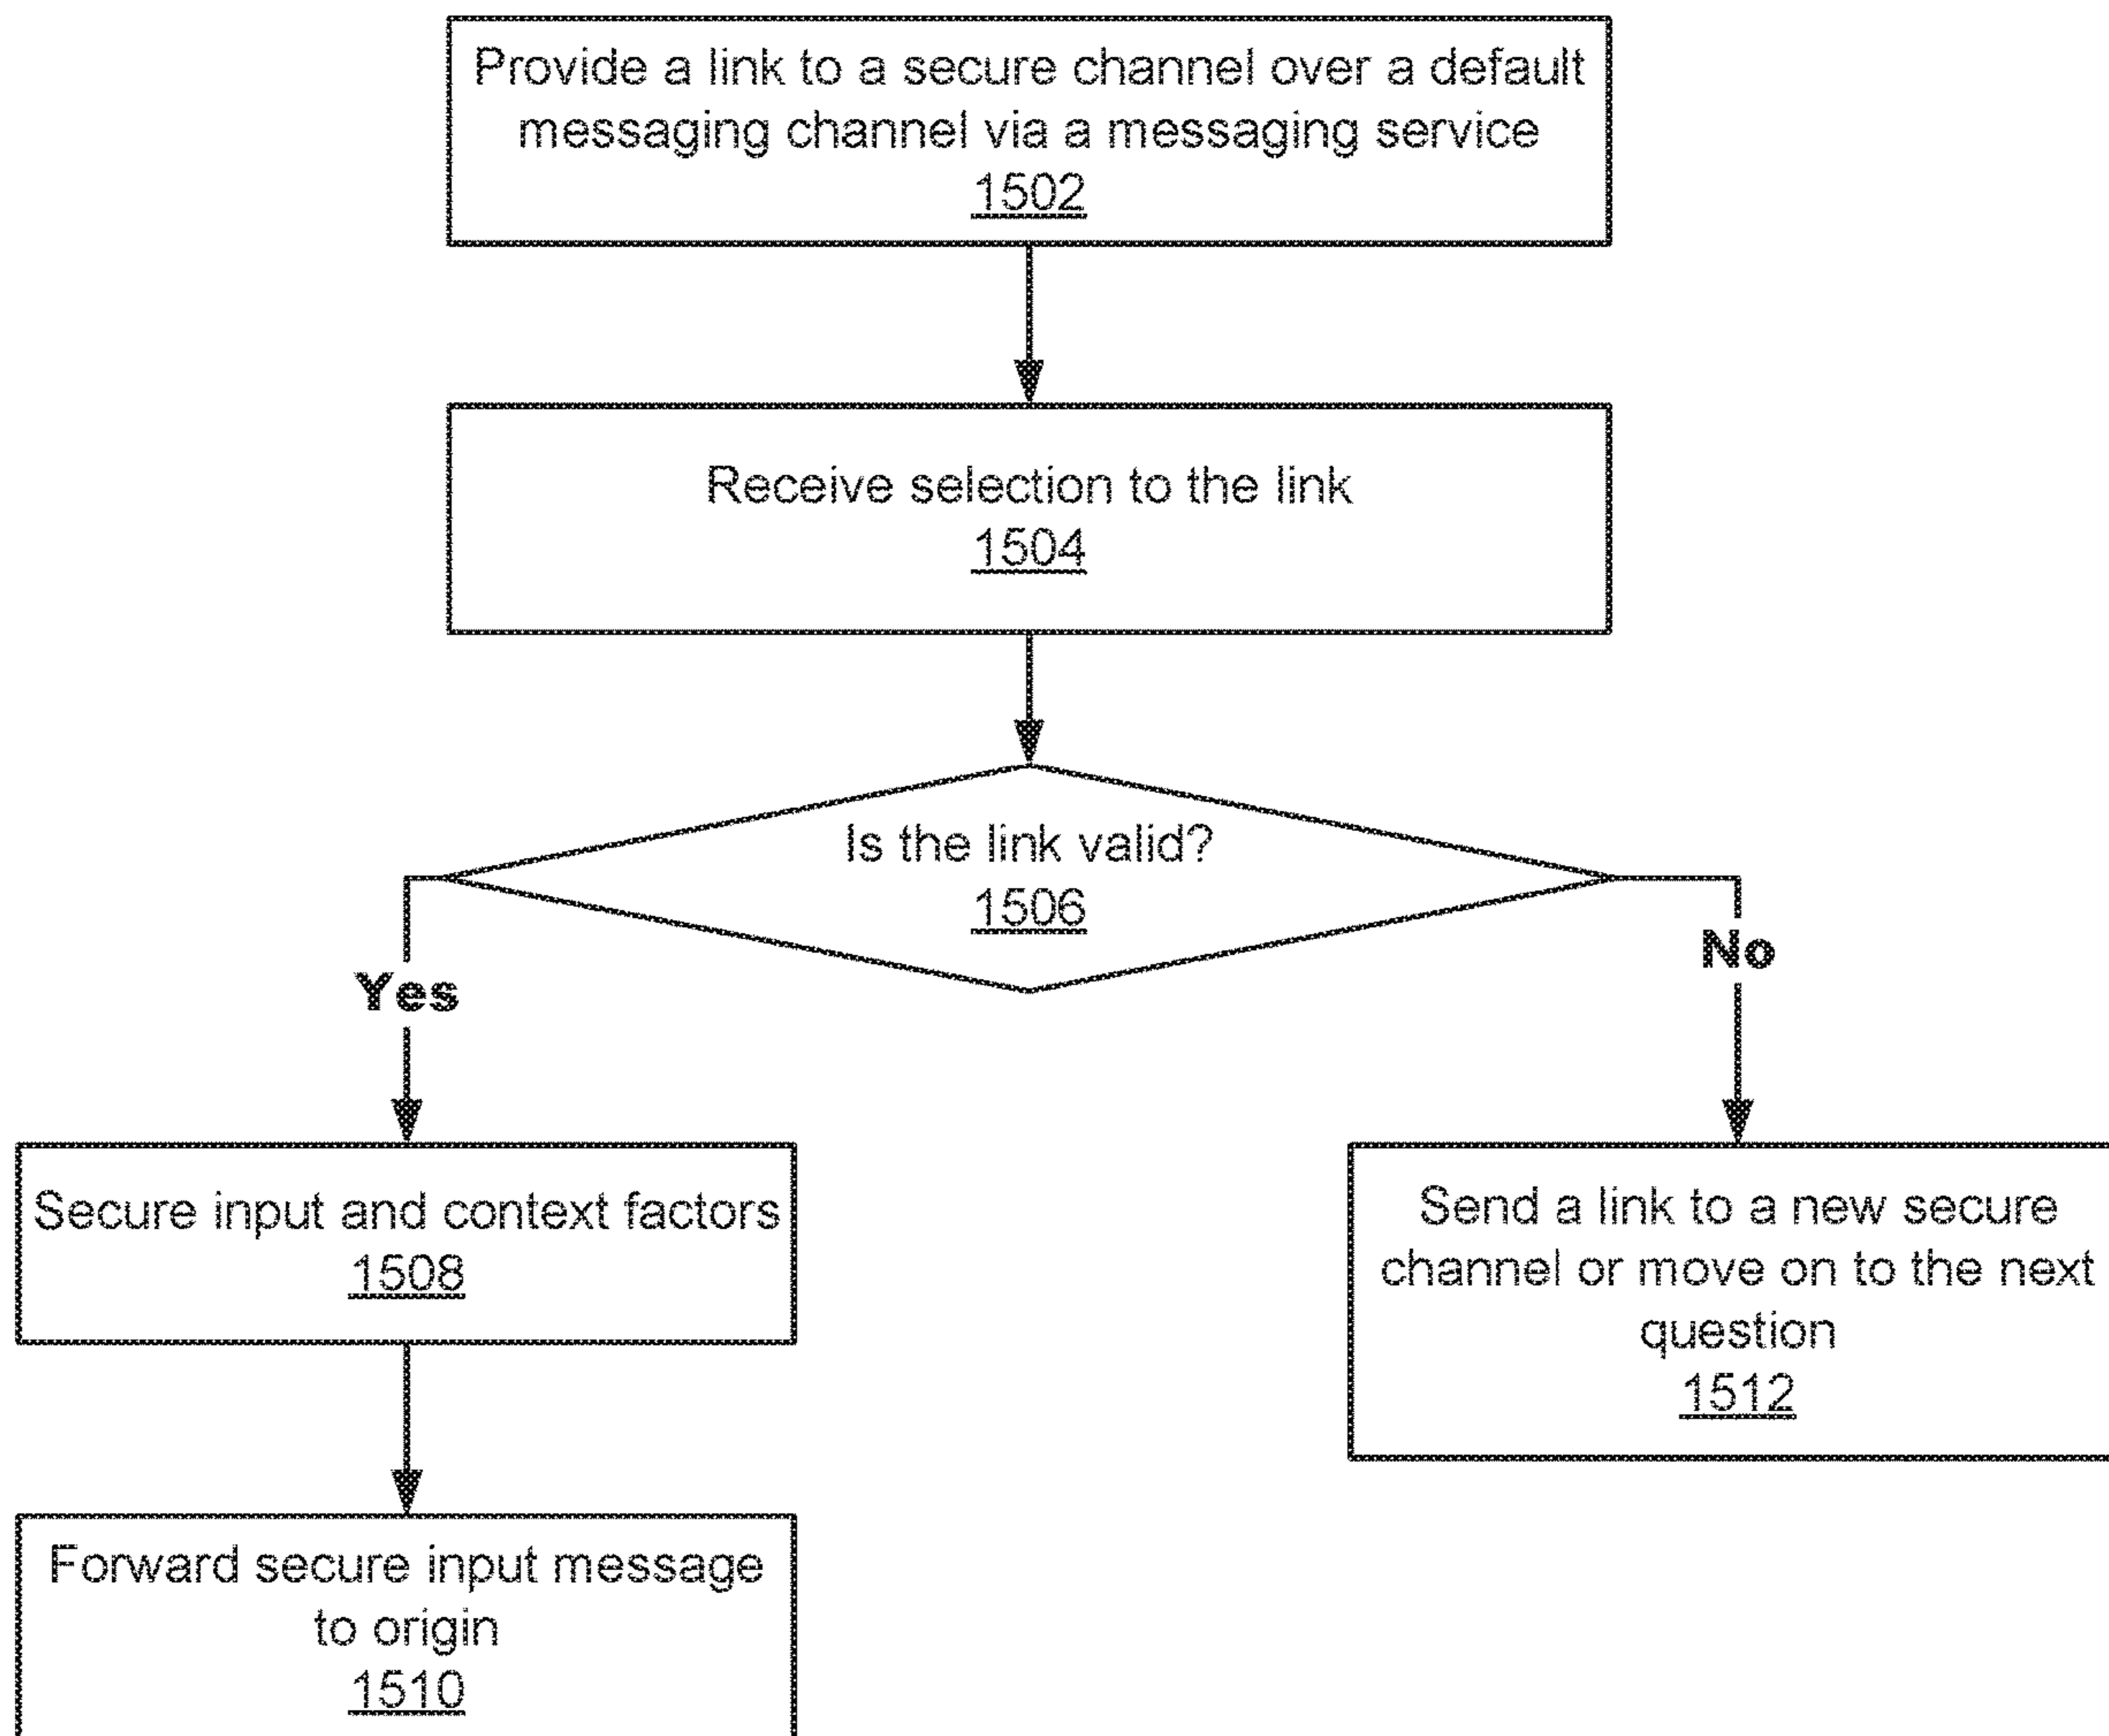 Provide a link to a secure channel over a default
messaging channel via a messaging service
1502
Receive selection to the link
1504
Is the link valid?
1506
Yes
No
Secure input and context factors
1508
Send a link to a new secure
channel or move on to the next
question
1512
Forward secure input message
to origin
1510